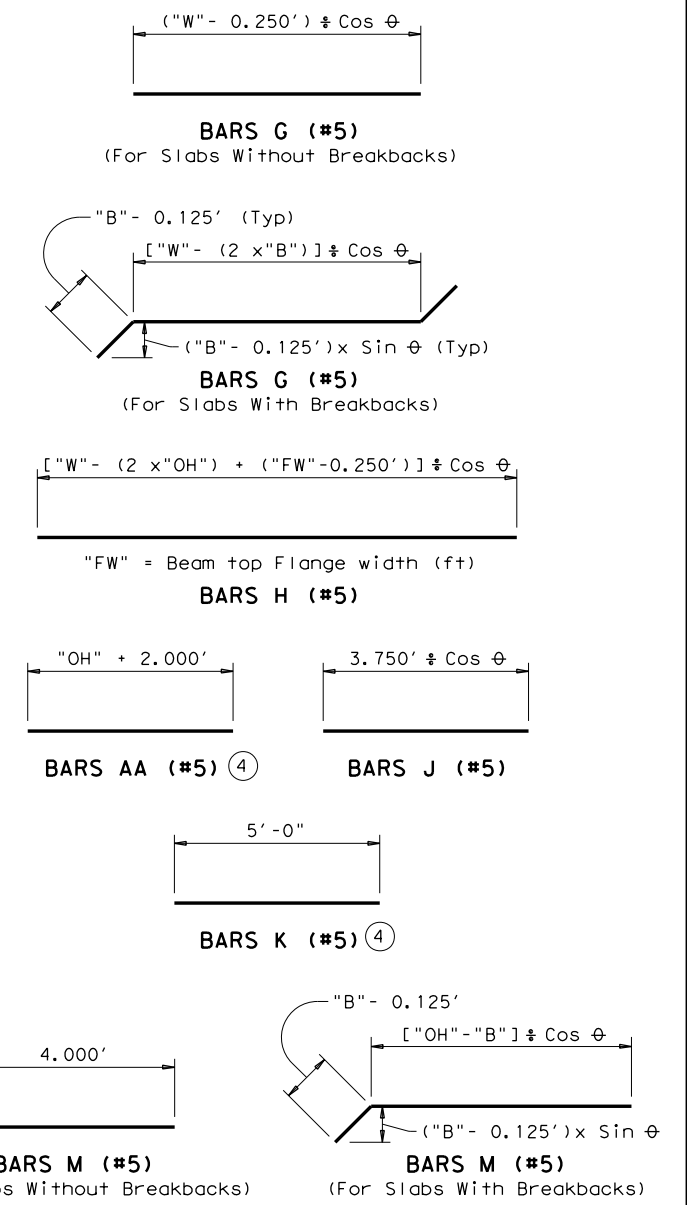 ("W"- 0.250′) ÷ Cos θ
BARS G (#5)
(For Slabs Without Breakbacks)
"B"- 0.125′ (Typ)
["W"- (2 x"B")] ÷ Cos θ
("B"- 0.125′)x Sin θ (Typ)
BARS G (#5)
(For Slabs With Breakbacks)
["W"- (2 x"OH") + ("FW"-0.250′)] ÷ Cos θ
"FW" = Beam top Flange width (ft)
BARS H (#5)
"OH" + 2.000′
3.750′ ÷ Cos θ
BARS AA (#5) 4
BARS J (#5)
5′-0"
BARS K (#5) 4
4.000′
"B"- 0.125′
["OH"-"B"] ÷ Cos θ
("B"- 0.125′)x Sin θ
BARS M (#5)
Without Breakbacks)
BARS M (#5)
(For Slabs With Breakbacks)